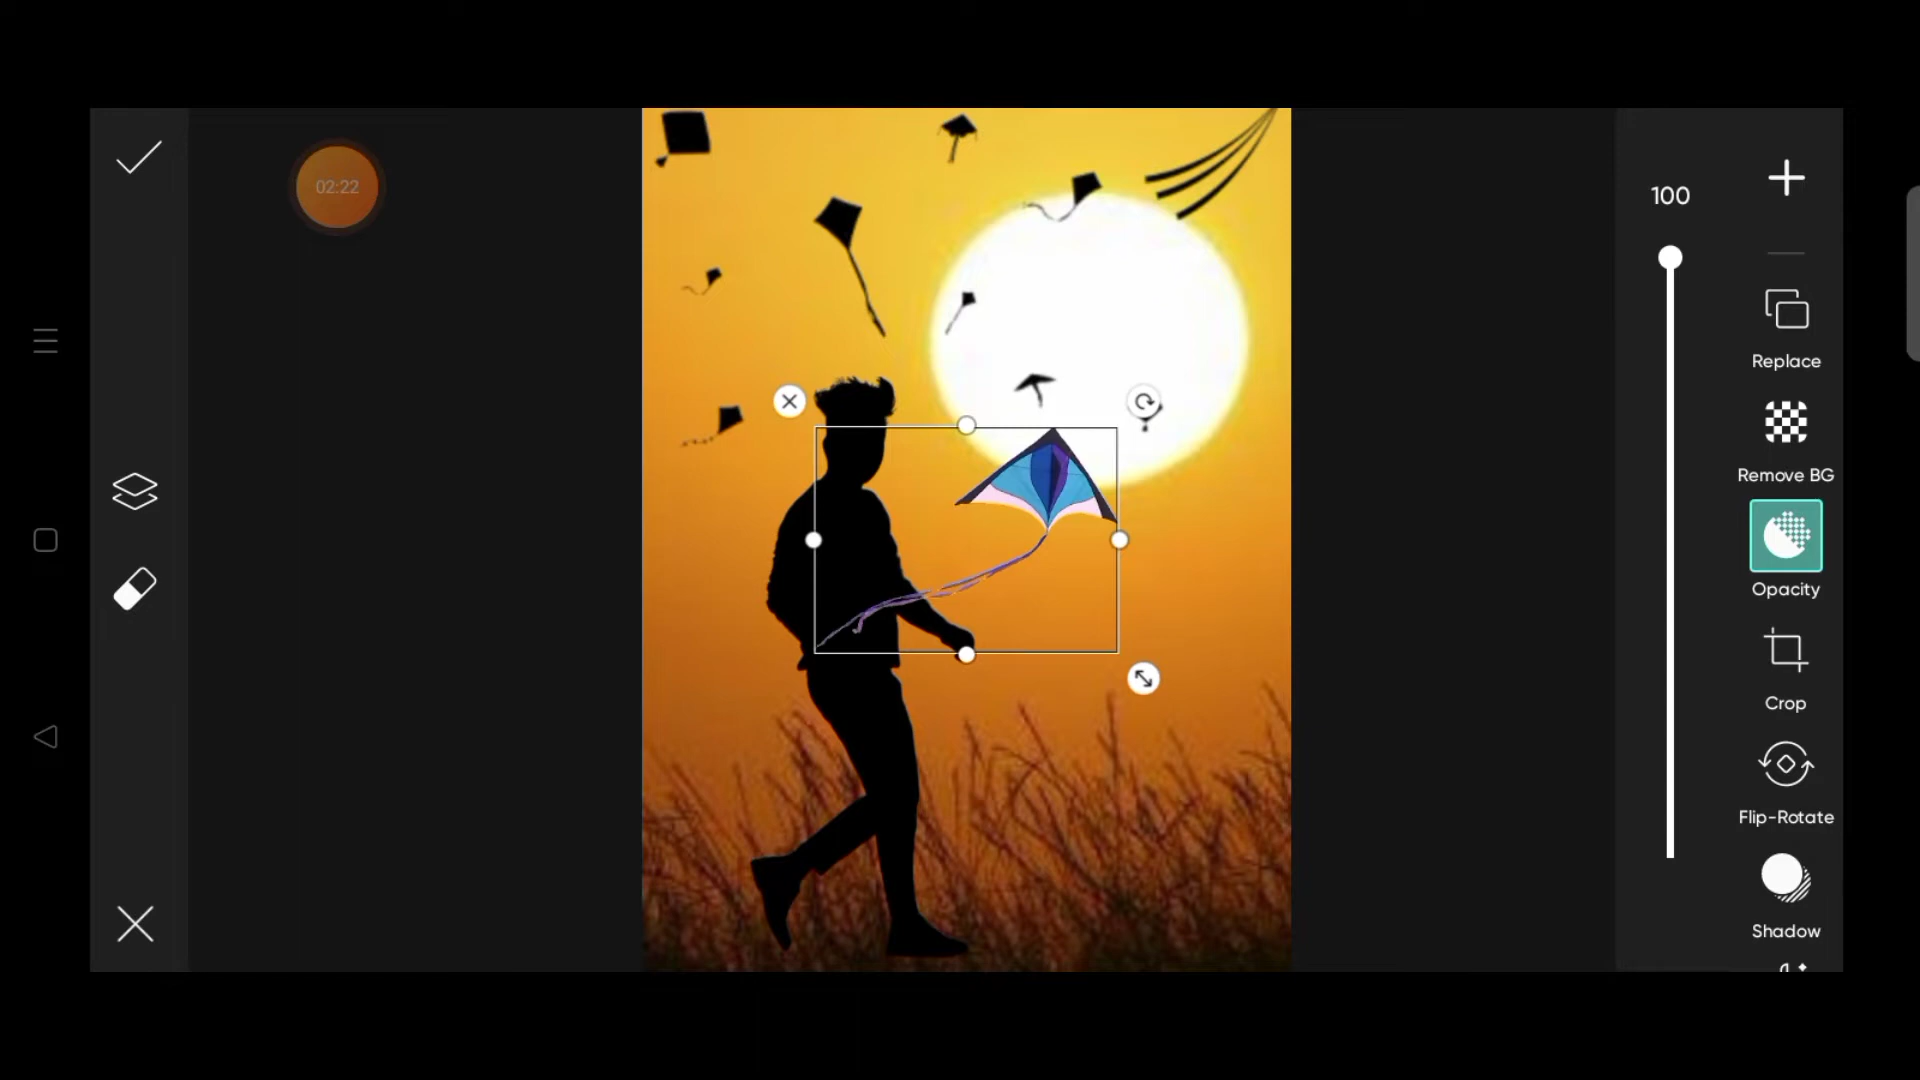 02:22
100
Replace
Remove BG
Opacity
Crop
Flip-Rotate
Shadow